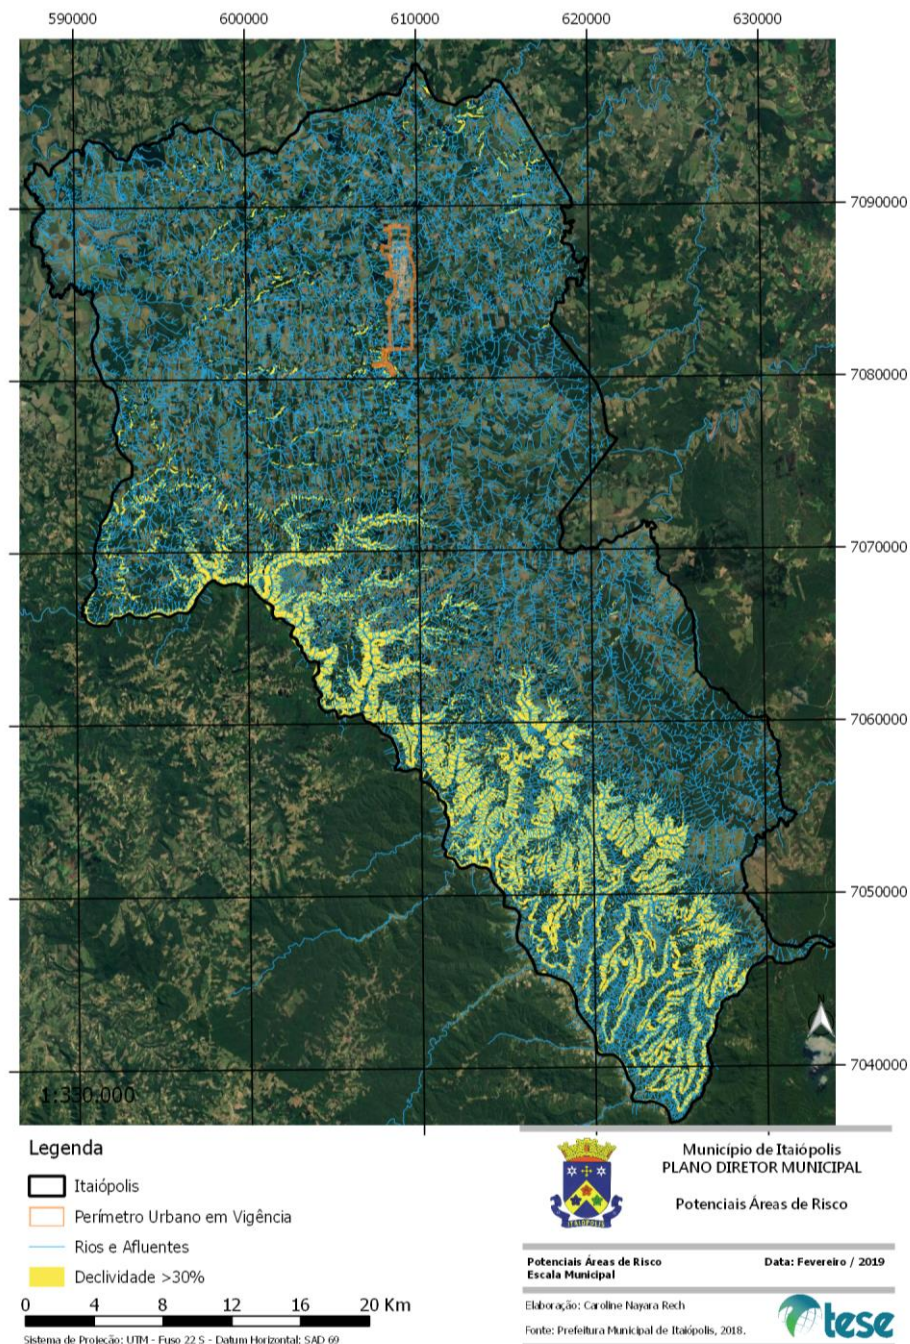 590000 600000 610000 620000 630000
7090000
7080000
7070000
7060000
7050000
7040000
1:350.000
Legenda
Itaiópolis
Perímetro Urbano em Vigência
Rios e Afluentes
Declividade >30%
0 4 8 12 16 20 Km
Sistema de Projeção: UTM - Fuso 22 S - Datum Horizontal: SAD 69
ITAIÓPOLIS
Município de Itaiópolis
PLANO DIRETOR MUNICIPAL
Potenciais Áreas de Risco
Potenciais Áreas de Risco Data: Fevereiro / 2019
Escala Municipal
Elaboração: Caroline Nayara Rech
Fonte: Prefeitura Municipal de Itaiópolis, 2018.
tese